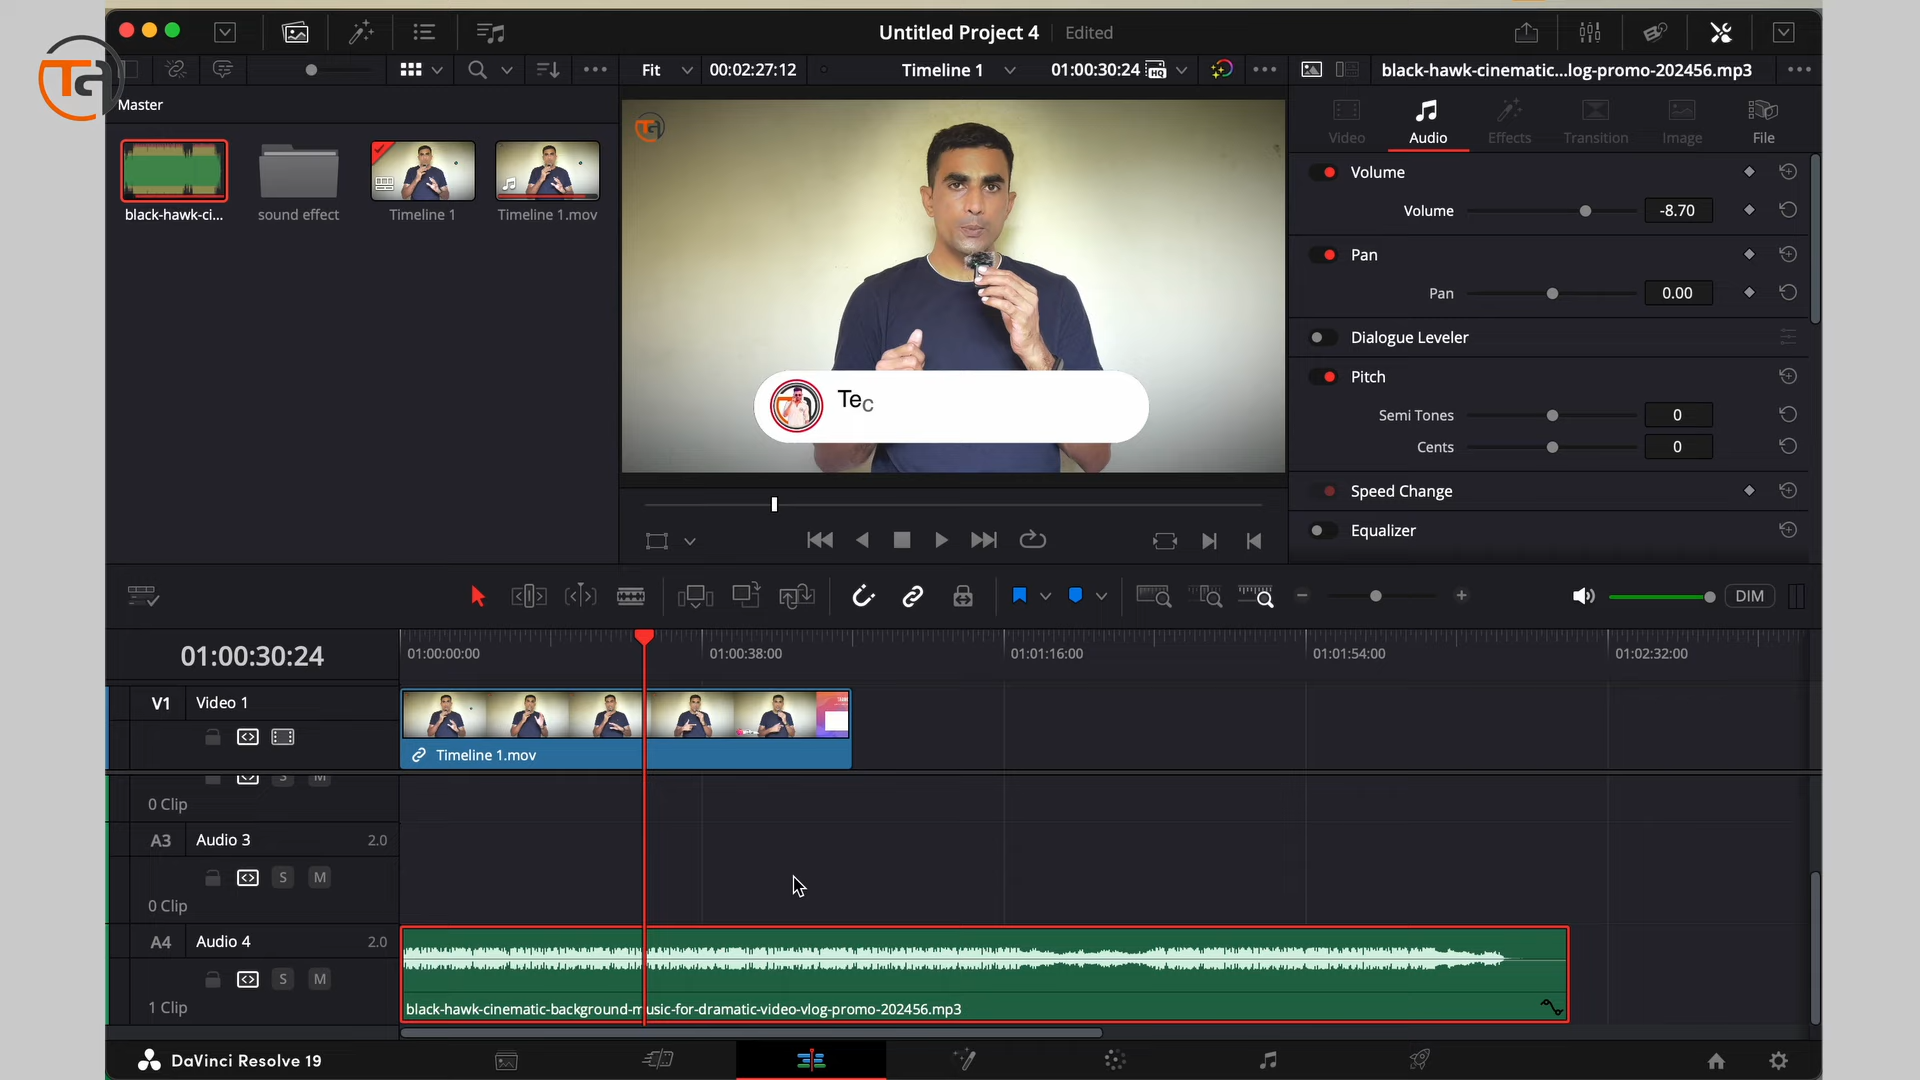 Untitled Project 4 Edited
Fit 00:02:27:12 Timeline 1 01:00:30:24 HQ black-hawk-cinematic...log-promo-202456.mp3
Ta
Master
black-hawk-ci... sound effect Timeline 1 Timeline 1.mov
Tec
Video Audio Effects Transition Image File
Volume
Volume -8.70
Pan
Pan 0.00
Dialogue Leveler
Pitch
Semi Tones 0
Cents 0
Speed Change
Equalizer
DIM
01:00:30:24 01:00:00:00 01:00:38:00 01:01:16:00 01:01:54:00 01:02:32:00
V1 Video 1
Timeline 1.mov
S M
0 Clip
A3 Audio 3 2.0
S M
0 Clip
A4 Audio 4 2.0
S M
1 Clip
black-hawk-cinematic-background-music-for-dramatic-video-vlog-promo-202456.mp3
DaVinci Resolve 19